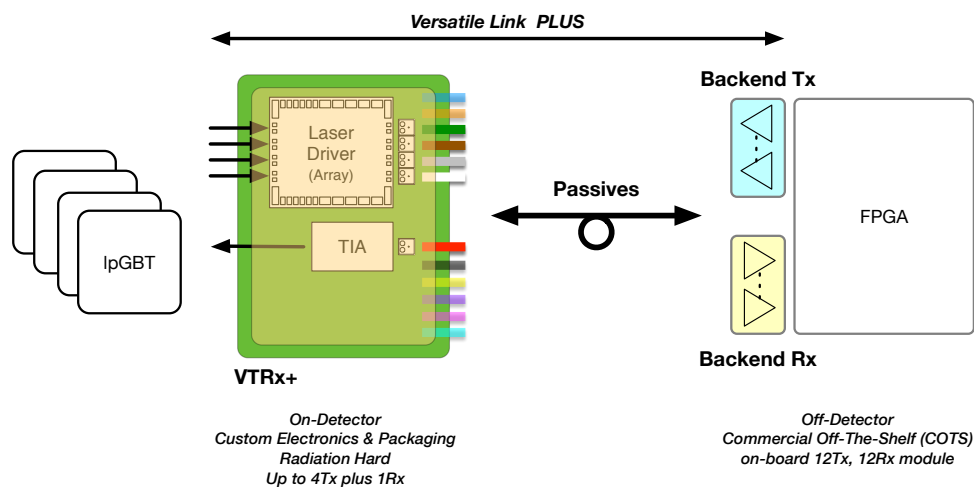 Versatile Link PLUS
Backend Tx
Laser
Driver
(Array)
Passives
FPGA
TIA
lpGBT
Backend Rx
VTRx+
On-Detector
Custom Electronics & Packaging
Radiation Hard
Up to 4Tx plus 1Rx
Off-Detector
Commercial Off-The-Shelf (COTS)
on-board 12Tx, 12Rx module